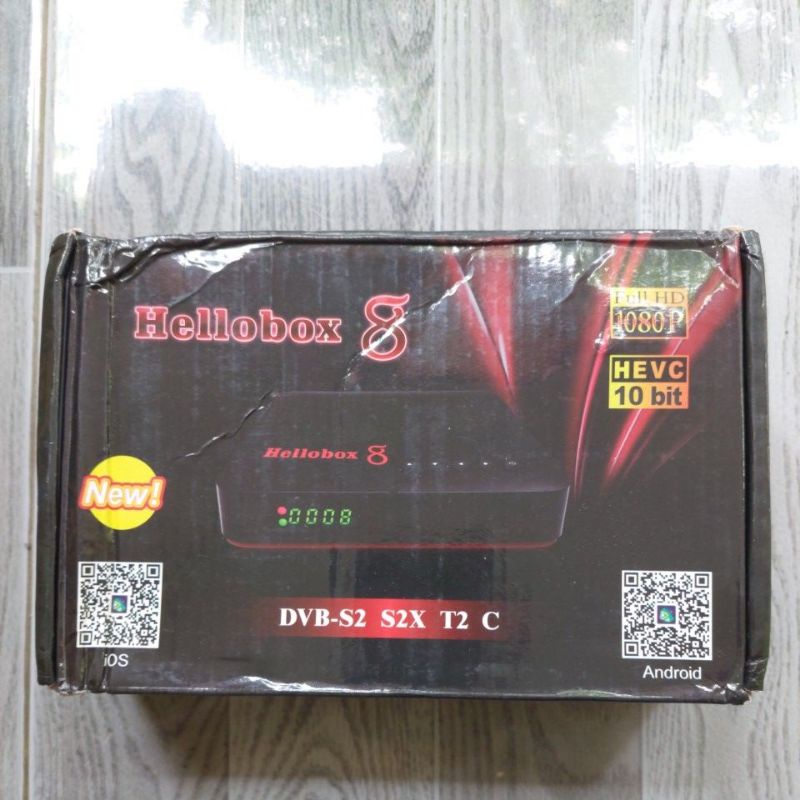 Hellobox 8
Full HD
1080P
HEVC
10 bit
Hellobox 8
New!
0008
DVB-S2 S2X T2 C
iOS
Android